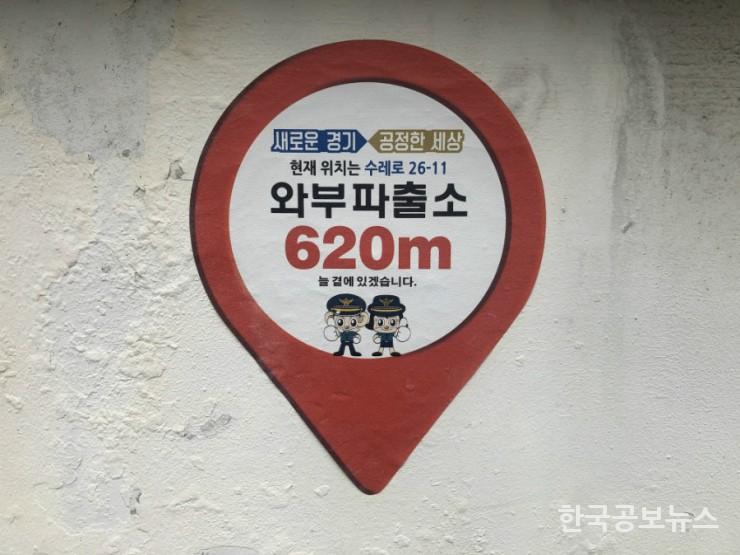 새로운 경기 공정한 세상
현재 위치는 수레로 26-11
와부파출소
620m
늘 곁에 있겠습니다.
한국공보뉴스